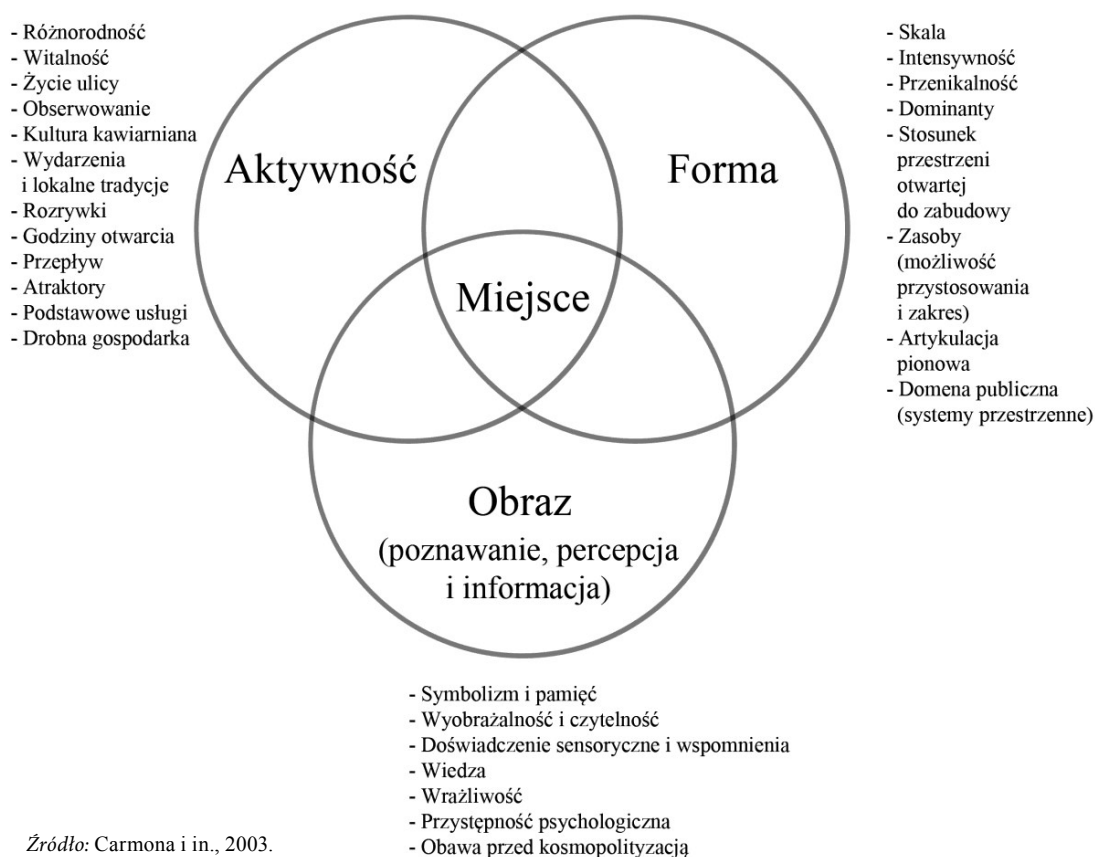 - Różnorodność
- Witalność
- Życie ulicy
- Obserwowanie
- Kultura kawiarniana
- Wydarzenia
i lokalne tradycje
- Rozrywki
- Godziny otwarcia
- Przepływ
- Atraktory
- Podstawowe usługi
- Drobna gospodarka
Aktywność
Forma
Miejsce
Obraz
(poznawanie, percepcja
i informacja)
- Skala
- Intensywność
- Przenikalność
- Dominanty
- Stosunek
przestrzeni
otwartej
do zabudowy
- Zasoby
(możliwość
przystosowania
i zakres)
- Artykulacja
pionowa
- Domena publiczna
(systemy przestrzenne)
- Symbolizm i pamięć
- Wyobrażalność i czytelność
- Doświadczenie sensoryczne i wspomnienia
- Wiedza
- Wrażliwość
- Przystępność psychologiczna
- Obawa przed kosmopolityzacją
Źródło: Carmona i in., 2003.